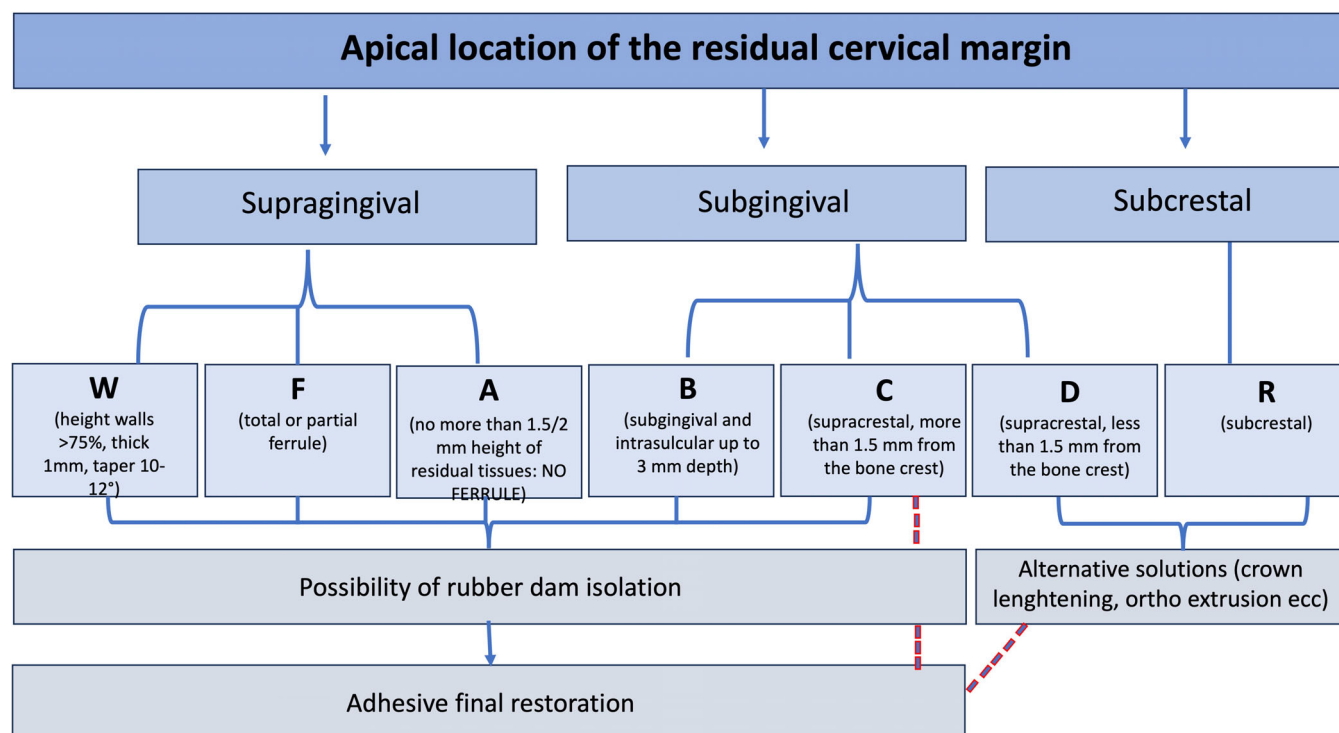 Apical location of the residual cervical margin
Supragingival
Subgingival
Subcrestal
W
(height walls
>75%, thick
1mm, taper 10-
12°)
F
(total or partial
ferrule)
A
(no more than 1.5/2
mm height of
residual tissues: NO
FERRULE)
B
(subgingival and
intrasulcular up to
3 mm depth)
C
(supracrestal, more
than 1.5 mm from
the bone crest)
D
(supracrestal, less
than 1.5 mm from
the bone crest)
R
(subcrestal)
Possibility of rubber dam isolation
Alternative solutions (crown
lenghtening, ortho extrusion ecc)
Adhesive final restoration